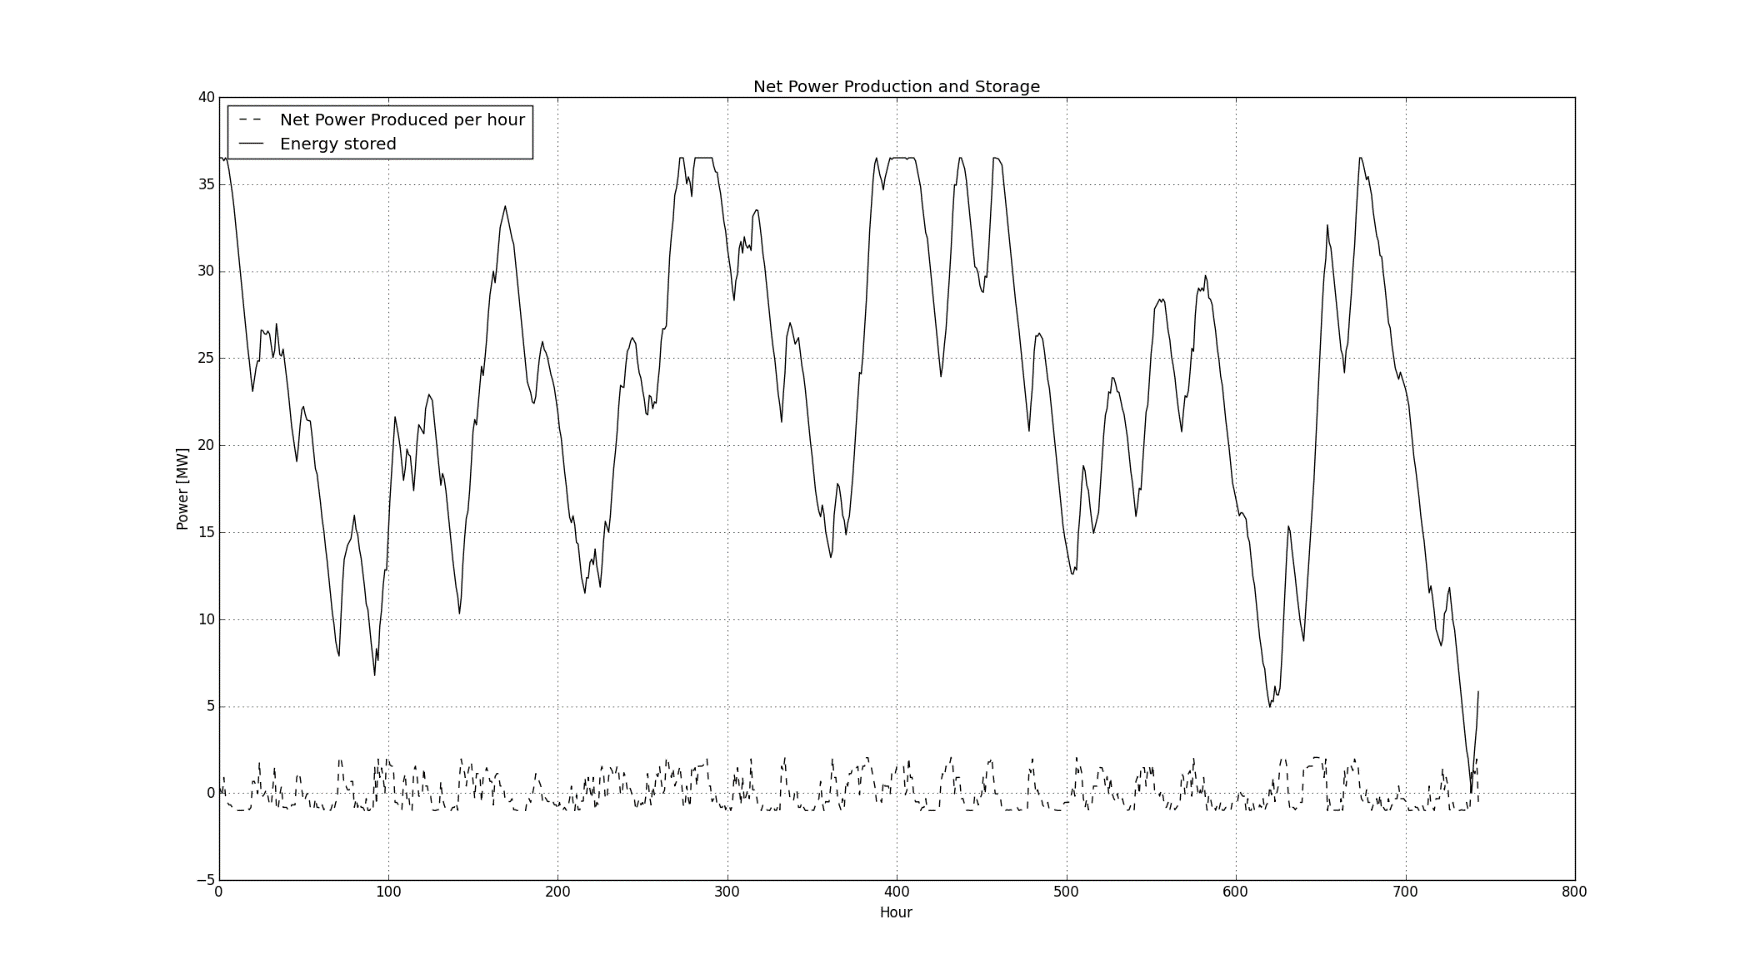 Net Power Production and Storage
Net Power Produced per hour
Energy stored
40
35
30
25
20
15
10
5
0
−5
Power [MW]
0 100 200 300 400 500 600 700 800
Hour